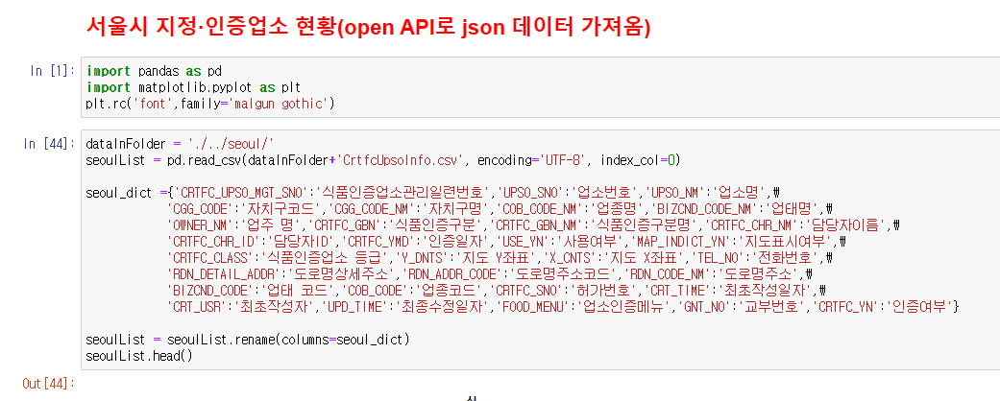 서울시 지정·인증업소 현황(open API로 json 데이터 가져옴)
In [1]:
import pandas as pd
import matplotlib.pyplot as plt
plt.rc('font',family='malgun gothic')
In [44]:
dataInFolder = './../seoul/'
seoulList = pd.read_csv(dataInFolder+'CrtfcUpsoInfo.csv', encoding='UTF-8', index_col=0)
seoul_dict ={'CRTFC_UPSO_MGT_SNO':'식품인증업소관리일련번호','UPSO_SNO':'업소번호','UPSO_NM':'업소명',₩
'CGG_CODE':'자치구코드','CGG_CODE_NM':'자치구명','COB_CODE_NM':'업종명','BIZCND_CODE_NM':'업태명',₩
'OWNER_NM':'업주 명','CRTFC_GBN':'식품인증구분','CRTFC_GBN_NM':'식품인증구분명','CRTFC_CHR_NM':'담당자이름',₩
'CRTFC_CHR_ID':'담당자ID','CRTFC_YMD':'인증일자','USE_YN':'사용여부','MAP_INDICT_YN':'지도표시여부',₩
'CRTFC_CLASS':'식품인증업소 등급','Y_DNTS':'지도 Y좌표','X_CNTS':'지도 X좌표','TEL_NO':'전화번호',₩
'RDN_DETAIL_ADDR':'도로명상세주소','RDN_ADDR_CODE':'도로명주소코드','RDN_CODE_NM':'도로명주소',₩
'BIZCND_CODE':'업태 코드','COB_CODE':'업종코드','CRTFC_SNO':'허가번호','CRT_TIME':'최초작성일자',₩
'CRT_USR':'최초작성자','UPD_TIME':'최종수정일자','FOOD_MENU':'업소인증메뉴','GNT_NO':'교부번호','CRTFC_YN':'인증여부'}
seoulList = seoulList.rename(columns=seoul_dict)
seoulList.head()
Out[44]: